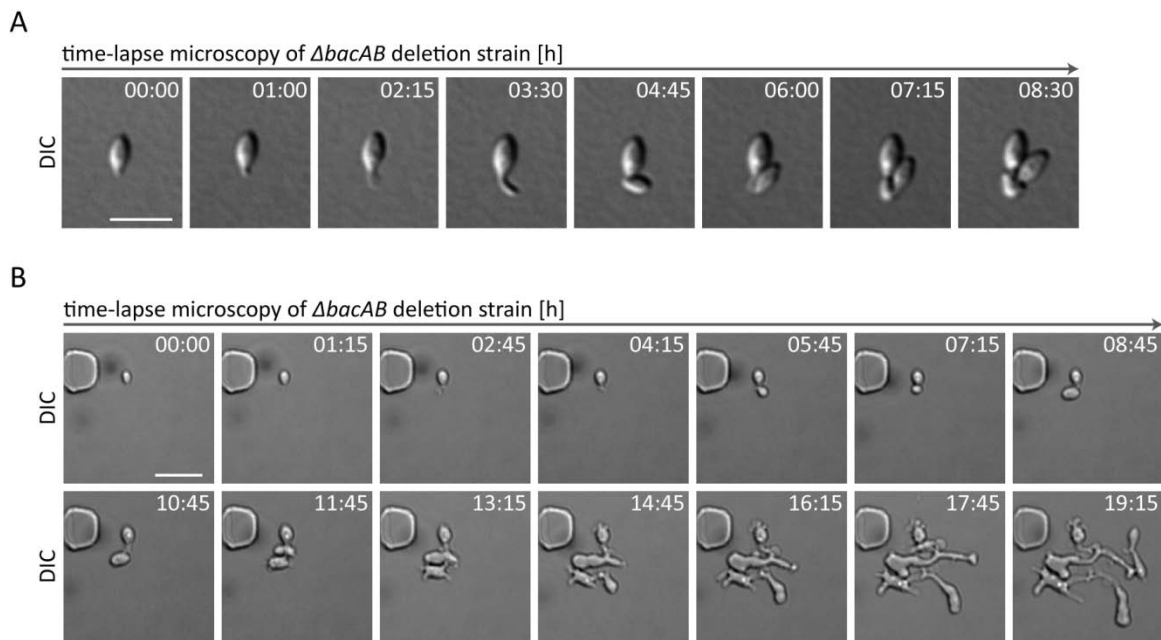 A
time-lapse microscopy of ΔbacAB deletion strain [h]
DIC
00:00 01:00 02:15 03:30 04:45 06:00 07:15 08:30
B
time-lapse microscopy of ΔbacAB deletion strain [h]
DIC
00:00 01:15 02:45 04:15 05:45 07:15 08:45
DIC
10:45 11:45 13:15 14:45 16:15 17:45 19:15